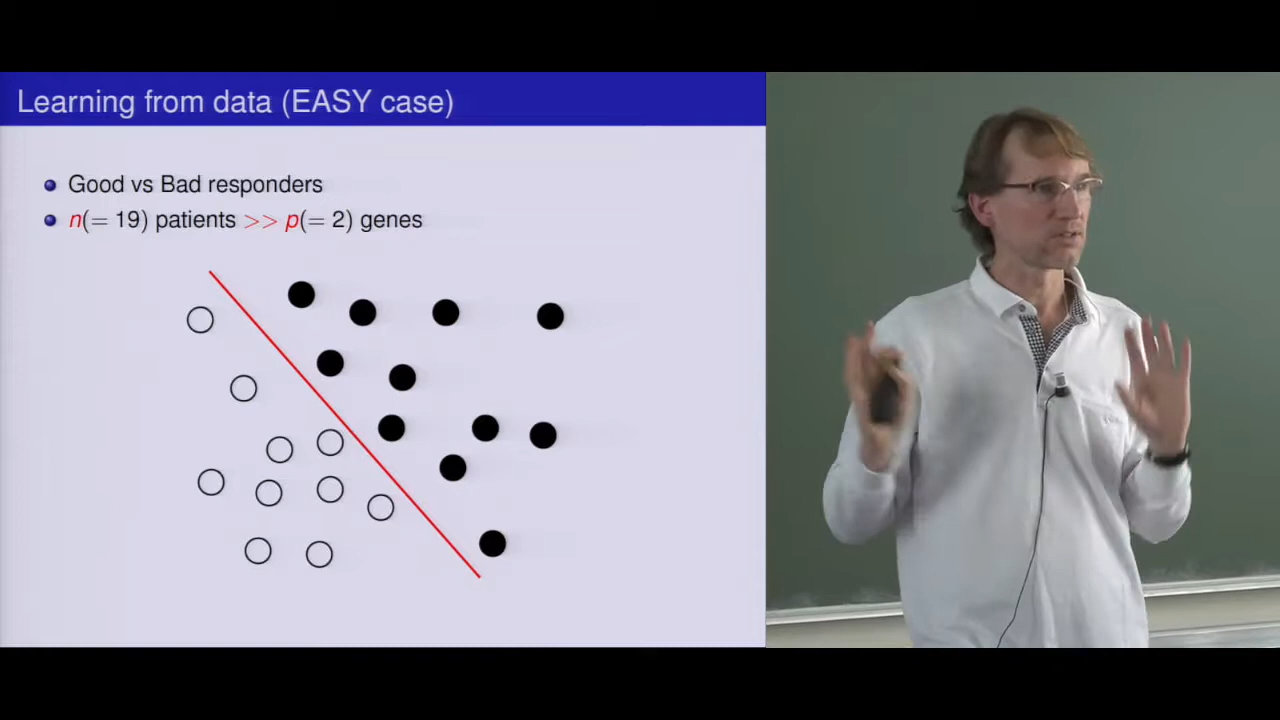 Learning from data (EASY case)
Good vs Bad responders
n(= 19) patients >> p(= 2) genes